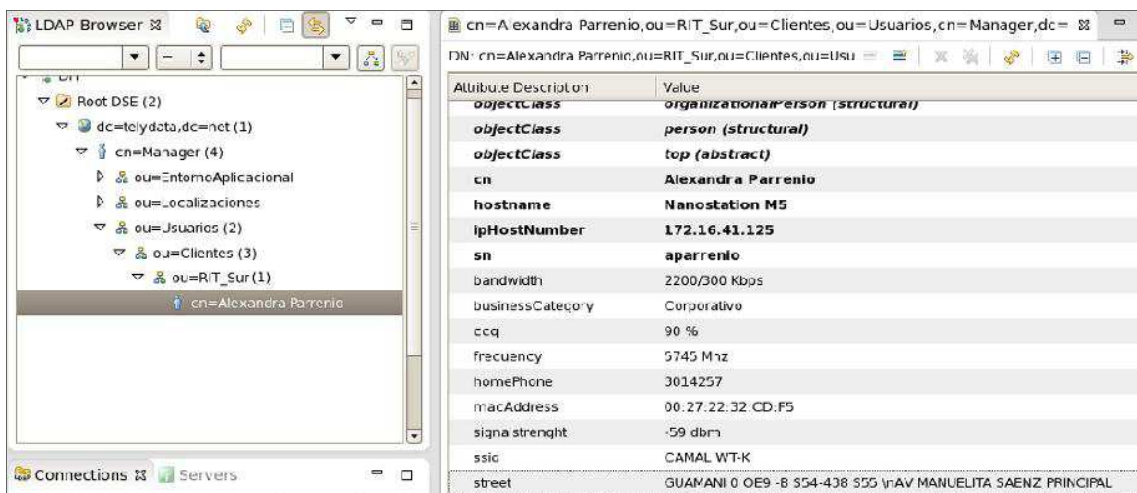 LDAP Browser
DIT
Root DSE (2)
dc=telydata,dc=net (1)
cn=Manager (4)
ou=EntornoAplicacional
ou=Localizaciones
ou=Usuarios (2)
ou=Clientes (3)
ou=RIT_Sur (1)
cn=Alexandra Parrenio
Connections
Servers
cn=Alexandra Parrenio,ou=RIT_Sur,ou=Clientes,ou=Usuarios,cn=Manager,dc=
DN: cn=Alexandra Parrenio,ou=RIT_Sur,ou=Clientes,ou=Usu
Attribute Description Value
objectClass organizationalPerson (structural)
objectClass person (structural)
objectClass top (abstract)
cn Alexandra Parrenio
hostname Nanostation M5
ipHostNumber 172.16.41.125
sn aparrenio
bandwidth 2200/300 Kbps
businessCategory Corporativo
ccq 90 %
frecuency 5745 Mhz
homePhone 3014257
macAddress 00:27:22:32:CD:F5
signalstrenght -59 dbm
ssid CAMAL WT-K
street GUAMANI 0 OE9 -8 S54-438 S55 \nAV MANUELITA SAENZ PRINCIPAL